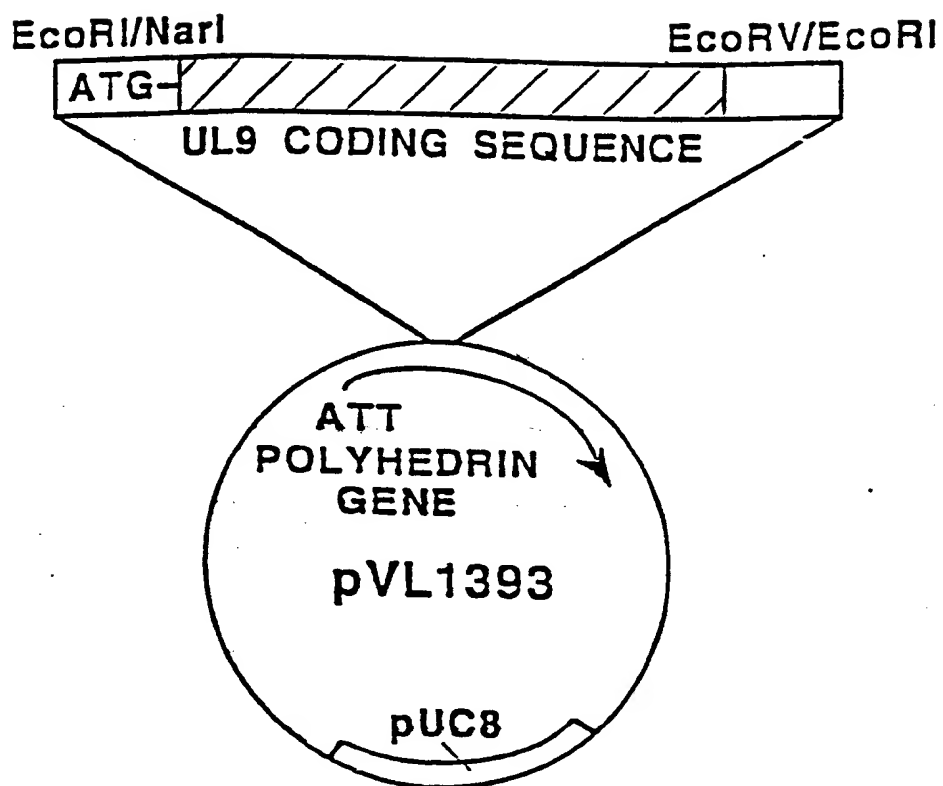 EcoRI/NarI
EcoRV/EcoRI
ATG
UL9 CODING SEQUENCE
ATT
POLYHEDRIN
GENE
pVL1393
pUC8